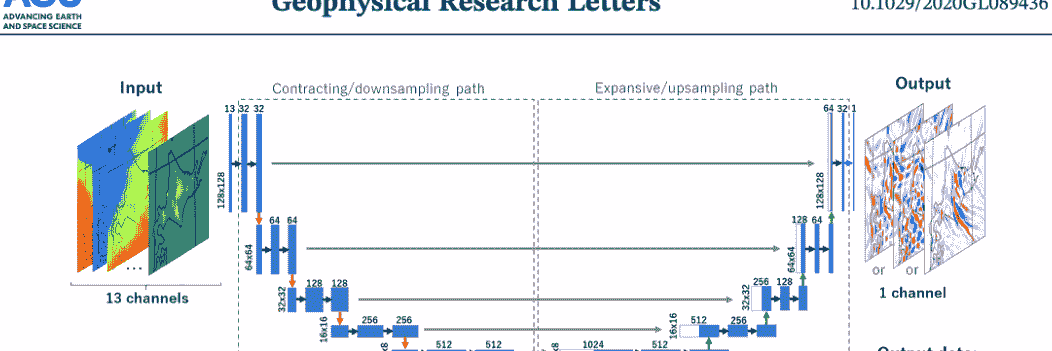 Geophysical Research Letters
10.1029/2020GL089436
ADVANCING EARTH
AND SPACE SCIENCE
Input
Contracting/downsampling path
Expansive/upsampling path
Output
13 32 32
64 32 1
128x128
128x128
64 64
128 64
64x64
64x64
128 128
256 128
32x32
32x32
256 256
512 256
16x16
16x16
512 512
1024 512
...
13 channels
or or
1 channel